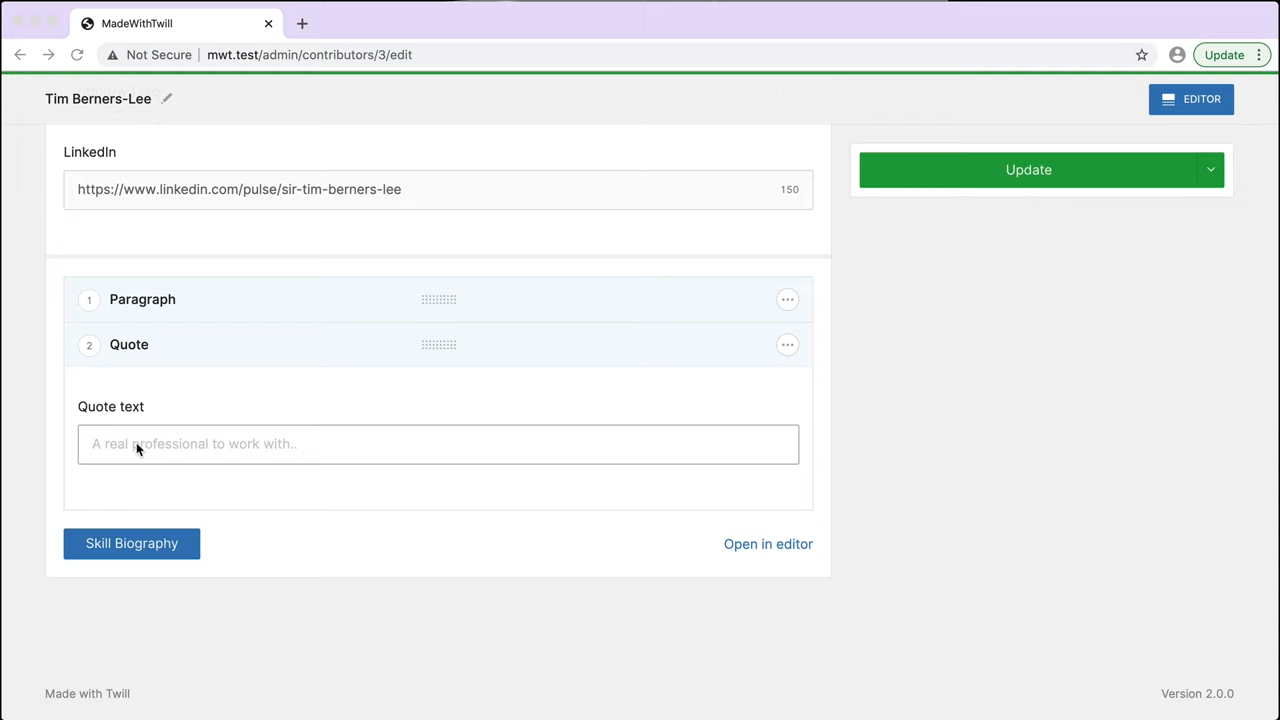 MadeWithTwill
Not Secure mwt.test/admin/contributors/3/edit Update
Tim Berners-Lee EDITOR
LinkedIn
https://www.linkedin.com/pulse/sir-tim-berners-lee 150
Update
1 Paragraph
2 Quote
Quote text
A real professional to work with..
Skill Biography Open in editor
Made with Twill Version 2.0.0